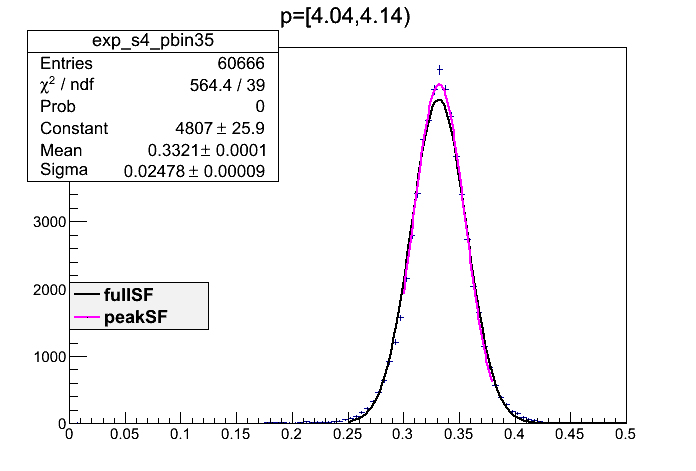 p=[4.04,4.14)
exp_s4_pbin35
Entries 60666
χ² / ndf 564.4 / 39
Prob 0
Constant 4807 ± 25.9
Mean 0.3321± 0.0001
Sigma 0.02478 ± 0.00009
3000
2000
fullSF
peakSF
1000
0
0 0.05 0.1 0.15 0.2 0.25 0.3 0.35 0.4 0.45 0.5